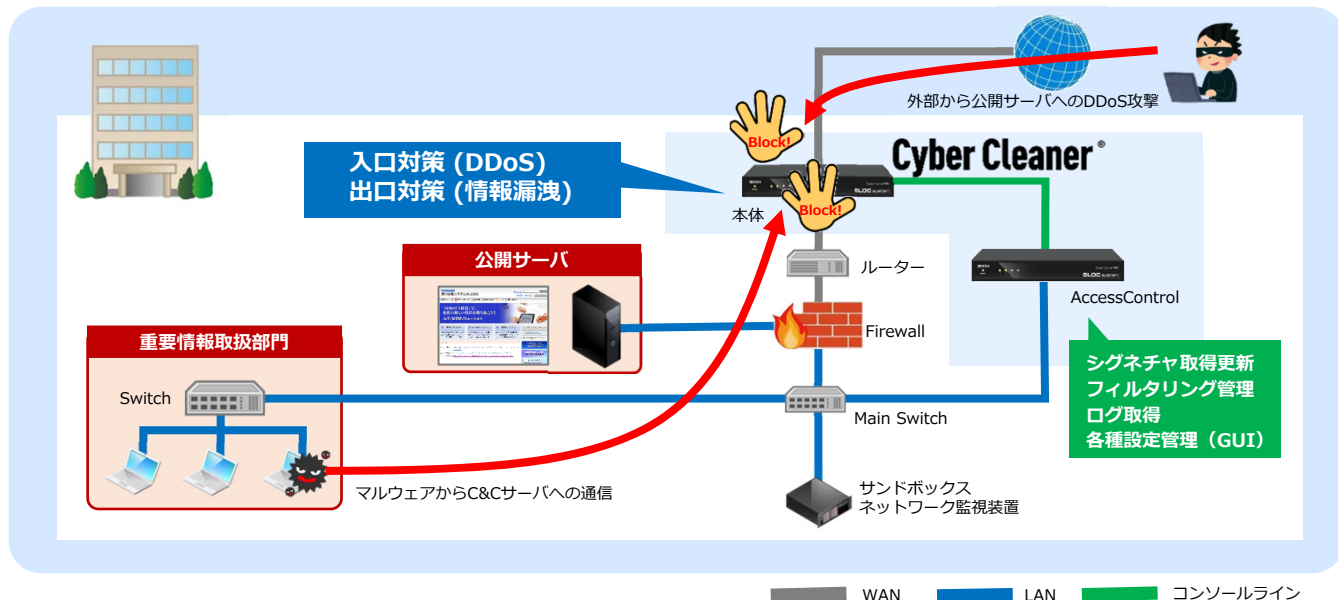 外部から公開サーバへのDDoS攻撃
Block!
Cyber Cleaner®
入口対策 (DDoS)
出口対策 (情報漏洩)
本体
Block!
BLOC system
公開サーバ
ルーター
BLOC system
AccessControl
Firewall
重要情報取扱部門
シグネチャ取得更新
フィルタリング管理
ログ取得
各種設定管理(GUI)
Switch
Main Switch
マルウェアからC&Cサーバへの通信
サンドボックス
ネットワーク監視装置
WAN
LAN
コンソールライン